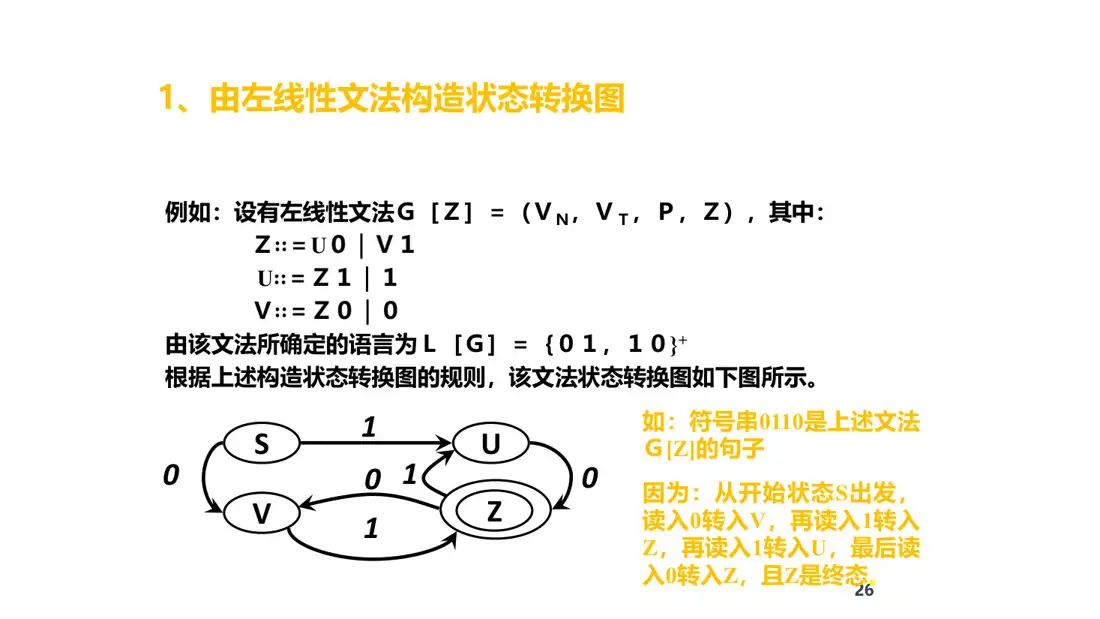 1、由左线性文法构造状态转换图
例如：设有左线性文法G［Z］＝（V N，V T，P，Z），其中：
Z∷=U0｜V1
U∷=Z1｜1
V∷=Z0｜0
由该文法所确定的语言为L［G］＝｛01，10}+
根据上述构造状态转换图的规则，该文法状态转换图如下图所示。
如：符号串0110是上述文法
G[Z]的句子
因为：从开始状态S出发，
读入0转入V，再读入1转入
Z，再读入1转入U，最后读
入0转入Z，且Z是终态。
S
1
U
0
0
1
0
V
1
Z
26